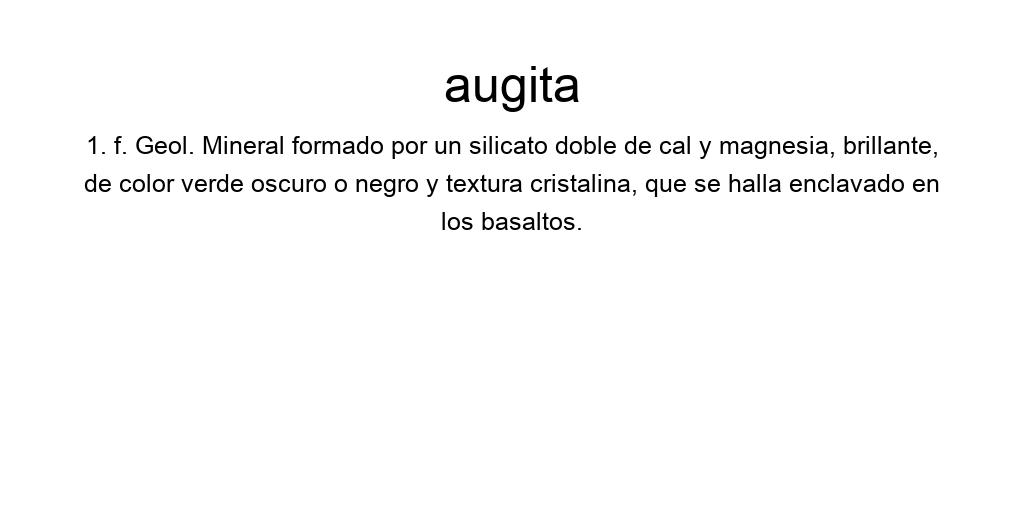 augita
1. f. Geol. Mineral formado por un silicato doble de cal y magnesia, brillante,
de color verde oscuro o negro y textura cristalina, que se halla enclavado en
los basaltos.